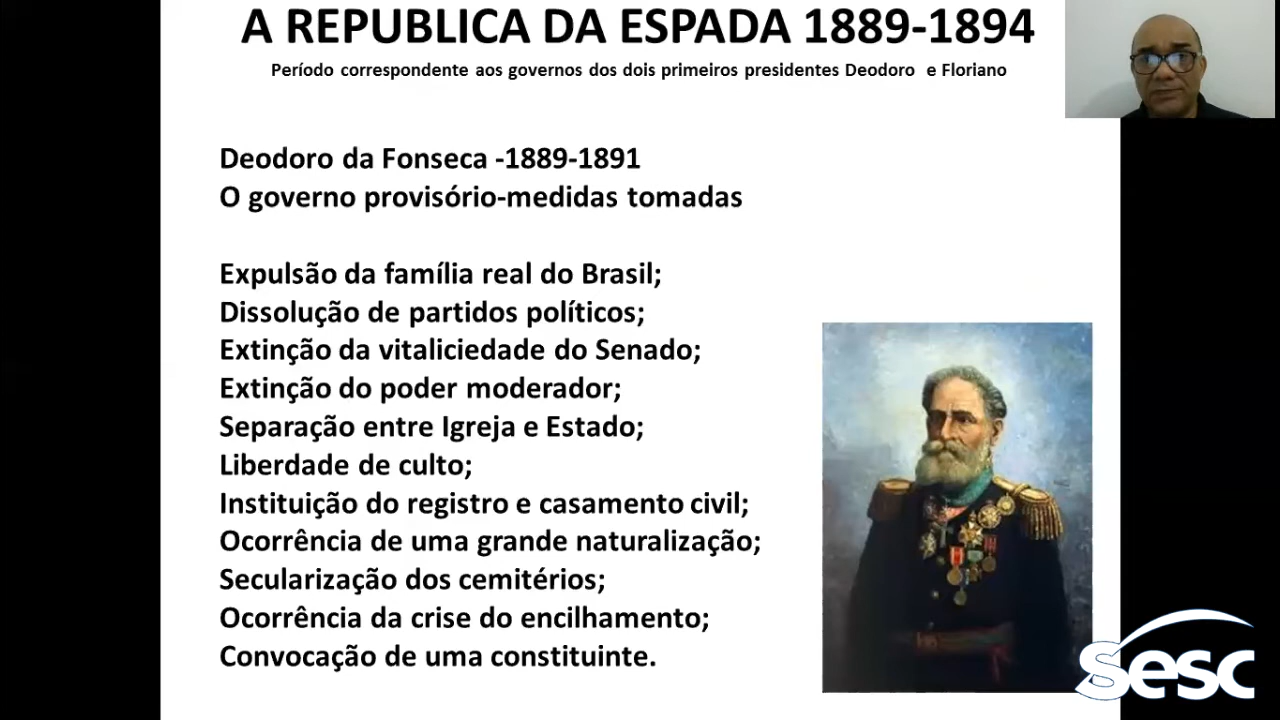 A REPUBLICA DA ESPADA 1889-1894
Período correspondente aos governos dos dois primeiros presidentes Deodoro e Floriano
Deodoro da Fonseca -1889-1891
O governo provisório-medidas tomadas
Expulsão da família real do Brasil;
Dissolução de partidos políticos;
Extinção da vitaliciedade do Senado;
Extinção do poder moderador;
Separação entre Igreja e Estado;
Liberdade de culto;
Instituição do registro e casamento civil;
Ocorrência de uma grande naturalização;
Secularização dos cemitérios;
Ocorrência da crise do encilhamento;
Convocação de uma constituinte.
Sesc